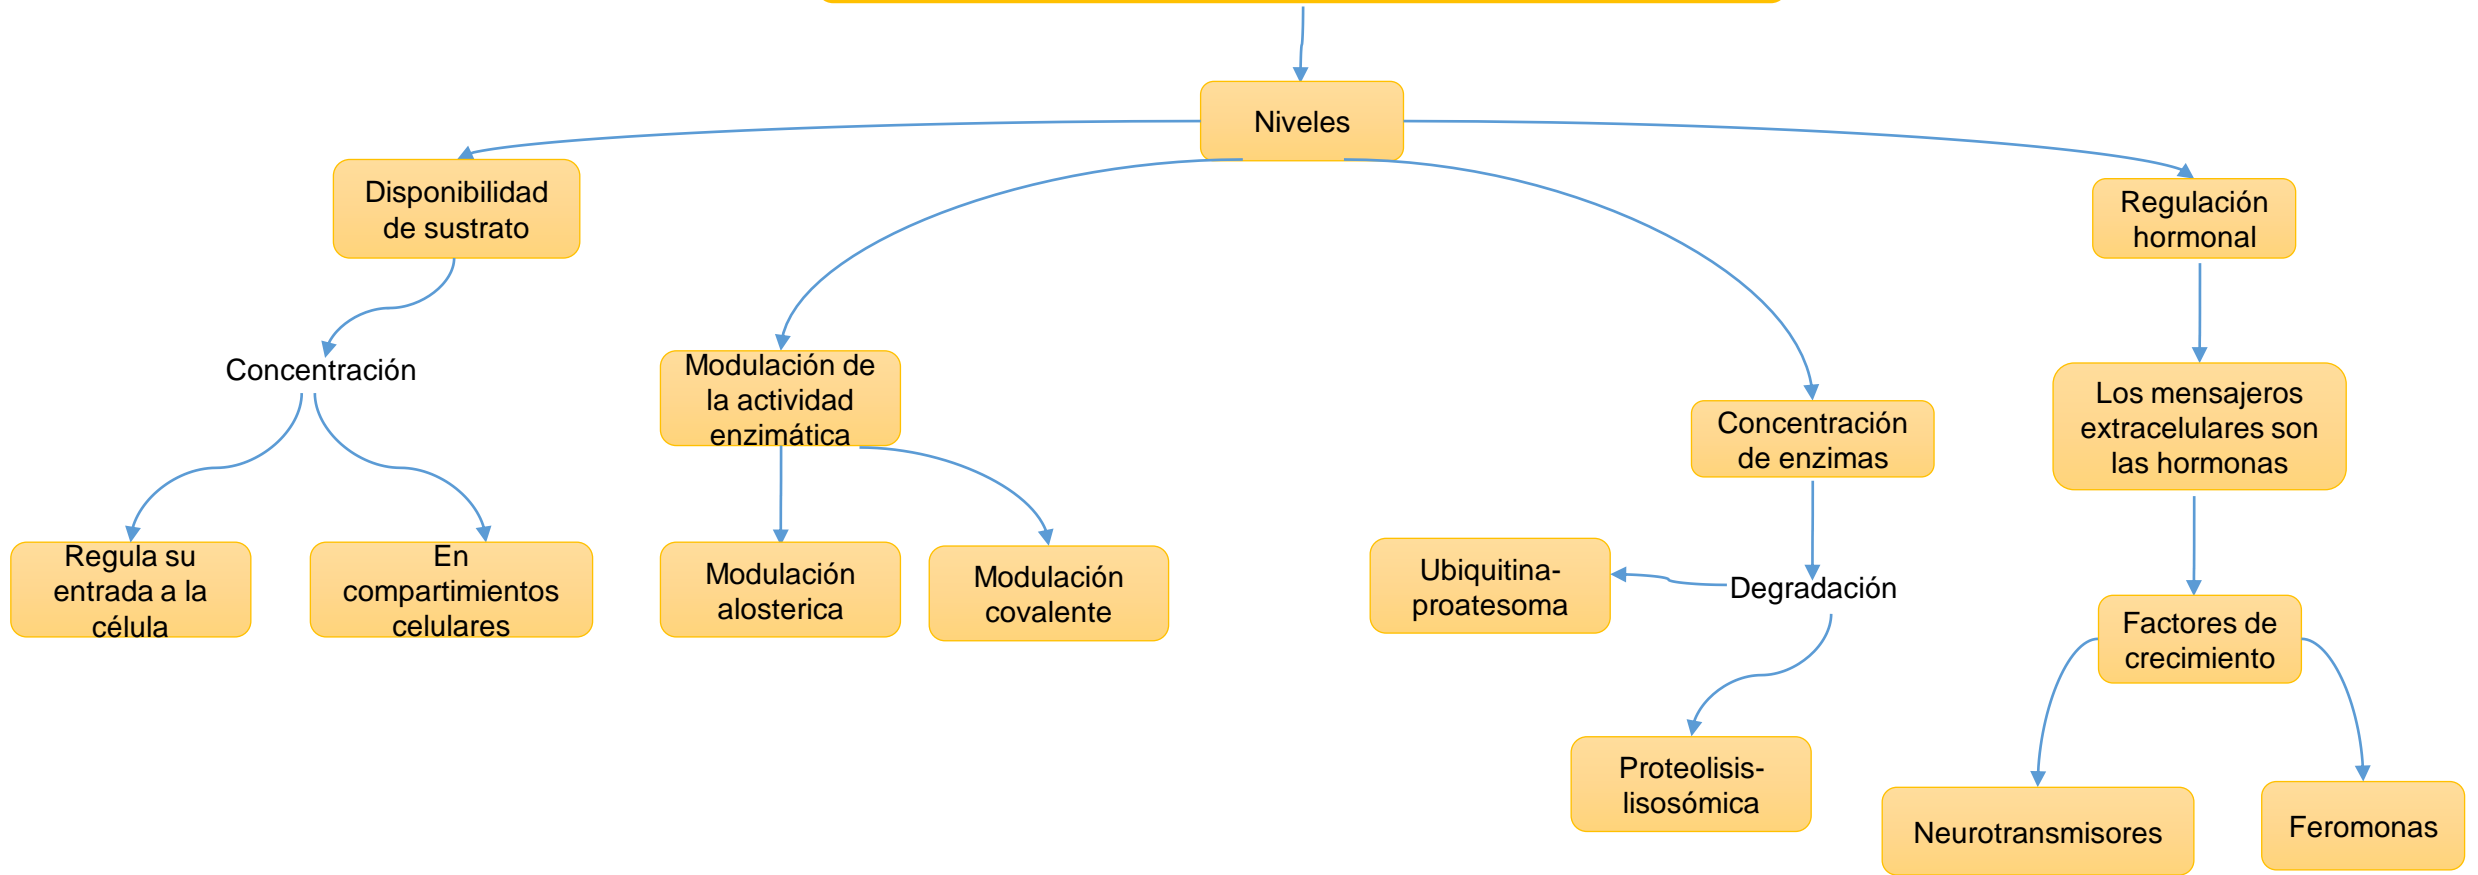 Niveles
Disponibilidad
de sustrato
Regulación
hormonal
Concentración
Modulación de
la actividad
enzimática
Concentración
de enzimas
Los mensajeros
extracelulares son
las hormonas
Regula su
entrada a la
célula
En
compartimientos
celulares
Modulación
alosterica
Modulación
covalente
Ubiquitina-
proatesoma
Degradación
Factores de
crecimiento
Proteolisis-
lisosómica
Neurotransmisores
Feromonas